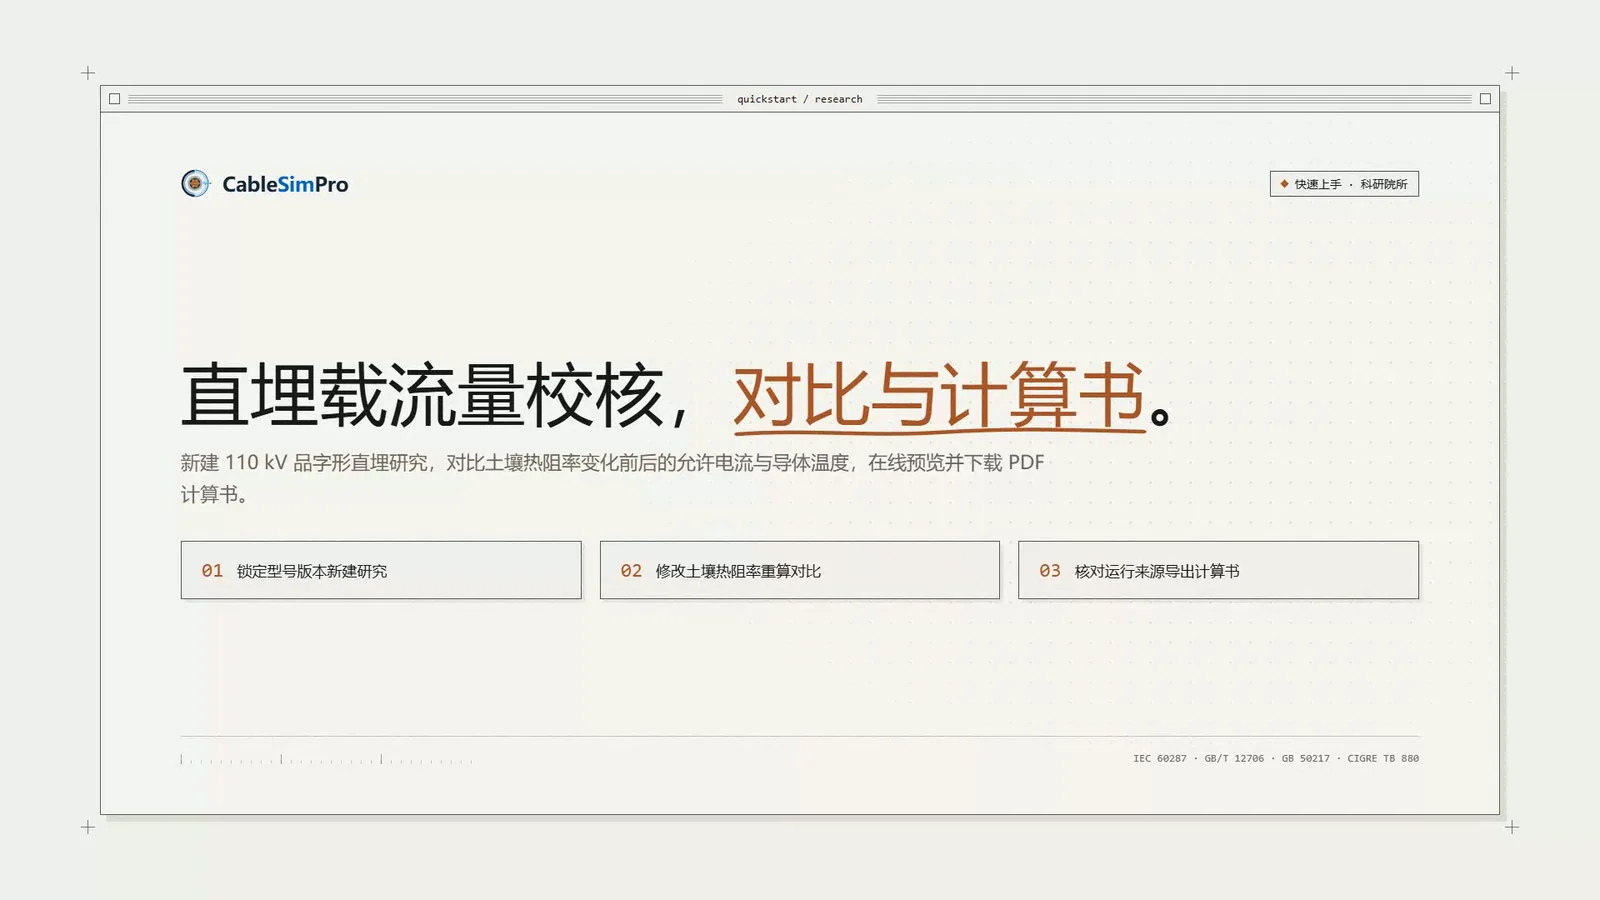 quickstart / research
CableSimPro
◆ 快速上手 · 科研院所
直埋载流量校核，对比与计算书。
新建 110 kV 品字形直埋研究，对比土壤热阻率变化前后的允许电流与导体温度，在线预览并下载 PDF
计算书。
01 锁定型号版本新建研究
02 修改土壤热阻率重算对比
03 核对运行来源导出计算书
IEC 60287 · GB/T 12706 · GB 50217 · CIGRE TB 880